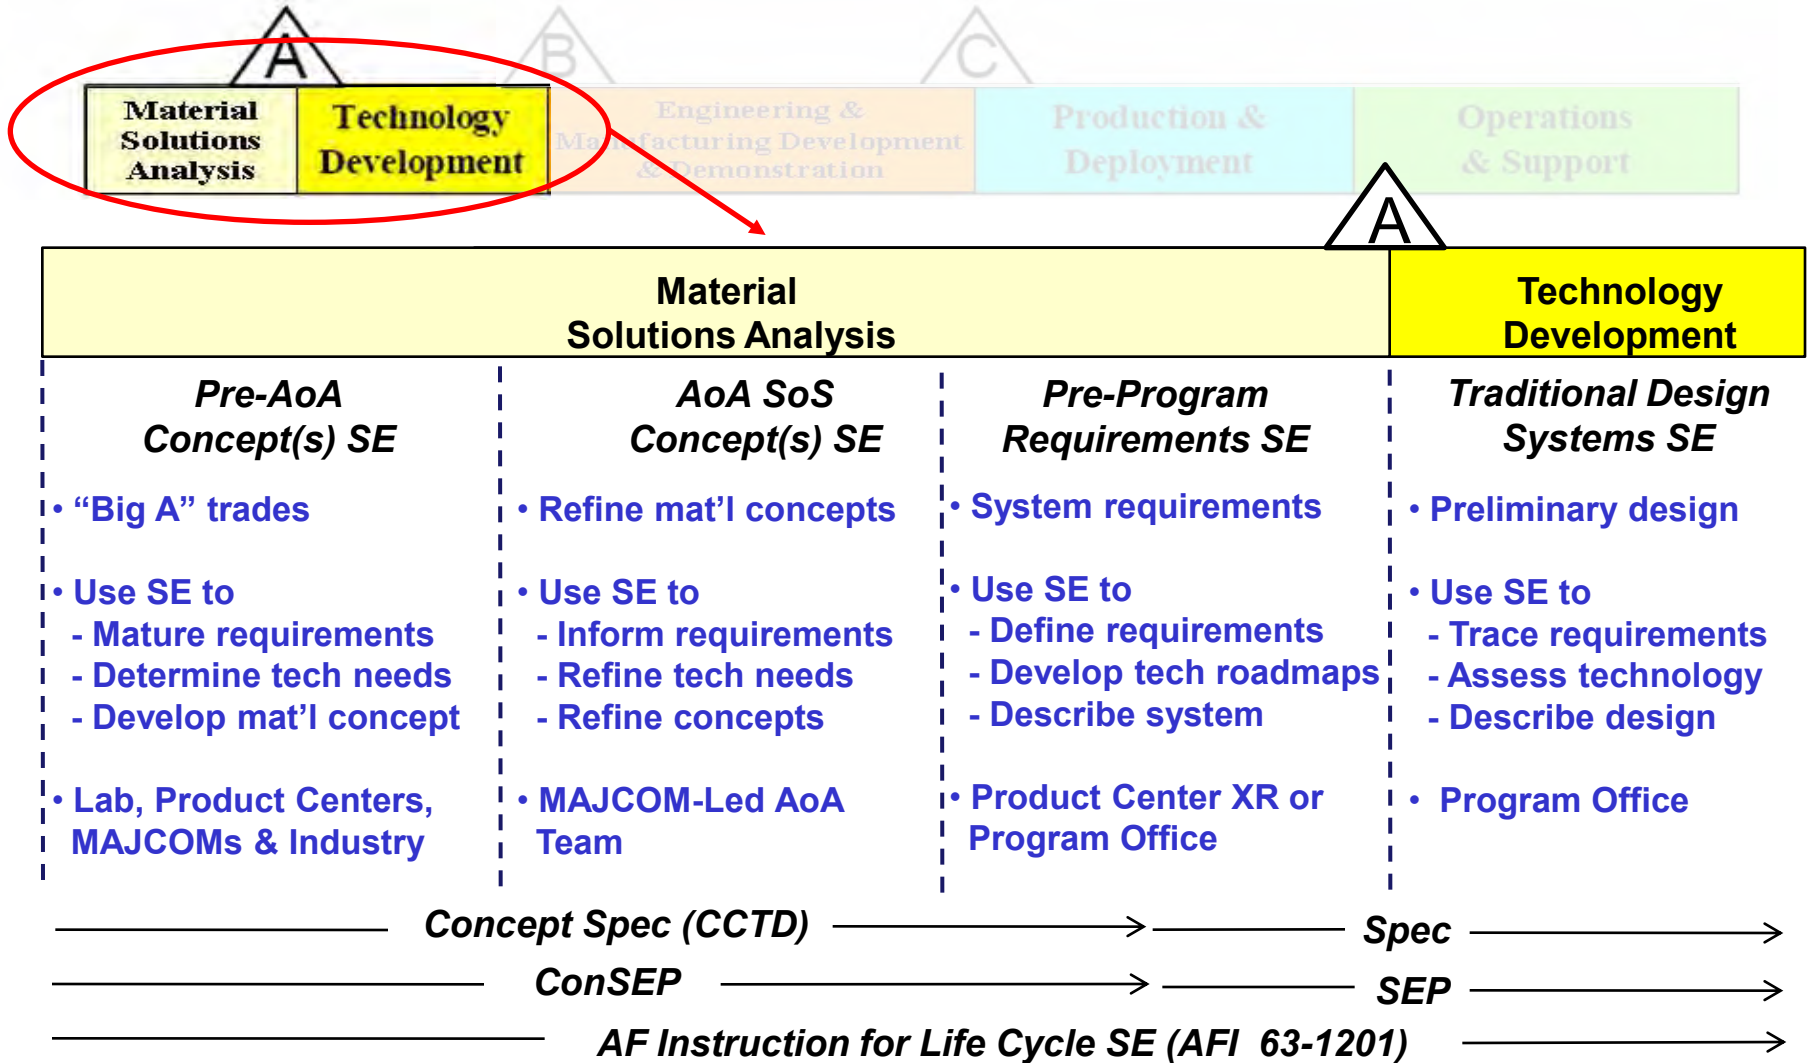 A
B
C
Material
Solutions
Analysis
Technology
Development
Engineering &
Manufacturing Development
& Demonstration
Production &
Deployment
Operations
& Support
A
Material
Solutions Analysis
Technology
Development
Pre-AoA
Concept(s) SE
• “Big A” trades
• Use SE to
- Mature requirements
- Determine tech needs
- Develop mat’l concept
• Lab, Product Centers,
MAJCOMs & Industry
AoA SoS
Concept(s) SE
• Refine mat’l concepts
• Use SE to
- Inform requirements
- Refine tech needs
- Refine concepts
• MAJCOM-Led AoA
Team
Pre-Program
Requirements SE
• System requirements
• Use SE to
- Define requirements
- Develop tech roadmaps
- Describe system
• Product Center XR or
Program Office
Traditional Design
Systems SE
• Preliminary design
• Use SE to
- Trace requirements
- Assess technology
- Describe design
• Program Office
Concept Spec (CCTD)
Spec
ConSEP
SEP
AF Instruction for Life Cycle SE (AFI 63-1201)